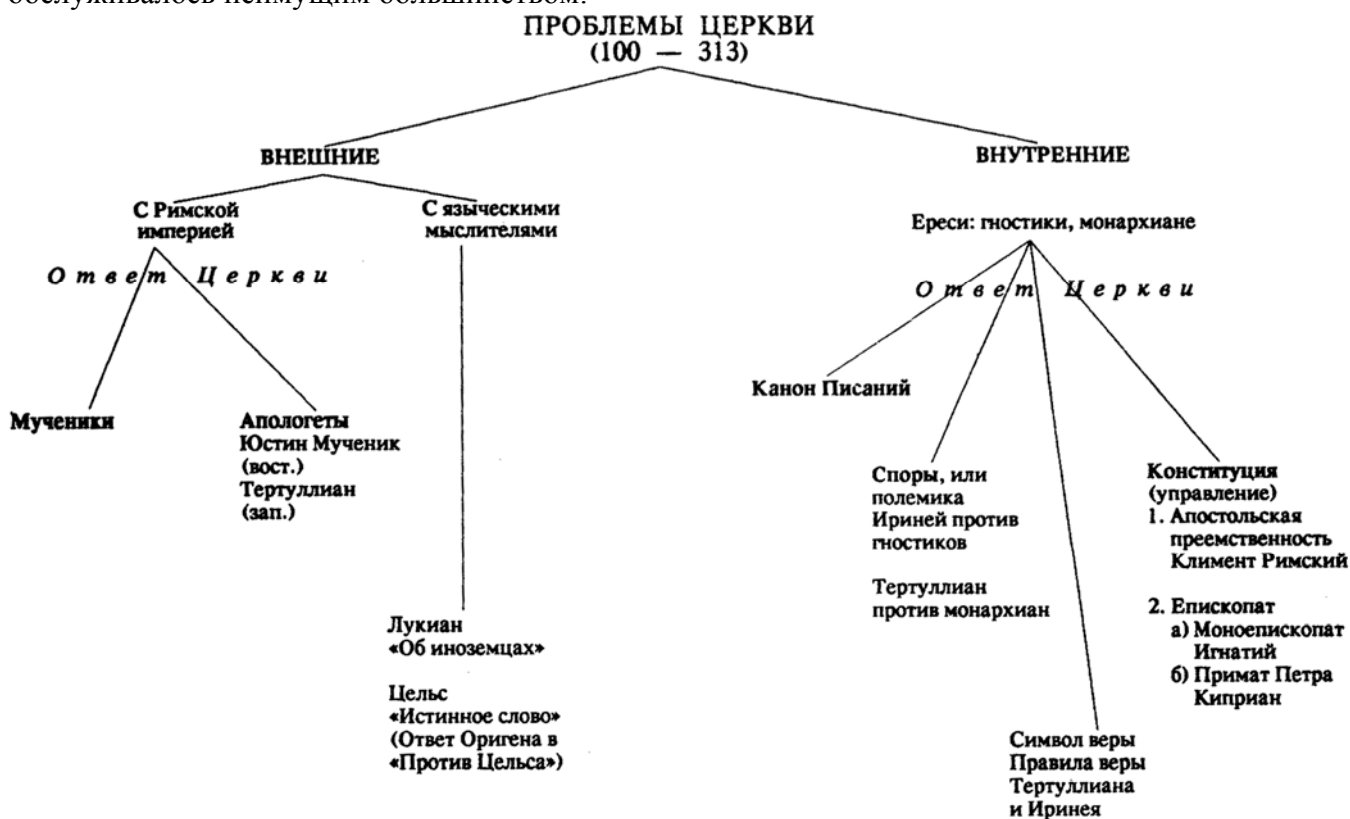 обслуживалось неимущим большинством.
ПРОБЛЕМЫ ЦЕРКВИ
(100 — 313)
ВНЕШНИЕ
ВНУТРЕННИЕ
С Римской
империей
С языческими
мыслителями
Ответ Церкви
Мученики
Апологеты
Юстин Мученик
(вост.)
Тертуллиан
(зап.)
Лукиан
«Об иноземцах»
Цельс
«Истинное слово»
(Ответ Оригена в
«Против Цельса»)
Ереси: гностики, монархиане
Ответ Церкви
Канон Писаний
Споры, или
полемика
Ириней против
гностиков
Тертуллиан
против монархиан
Символ веры
Правила веры
Тертуллиана
и Иринея
Конституция
(управление)
1. Апостольская
преемственность
Климент Римский
2. Епископат
а) Моноепископат
Игнатий
б) Примат Петра
Киприан